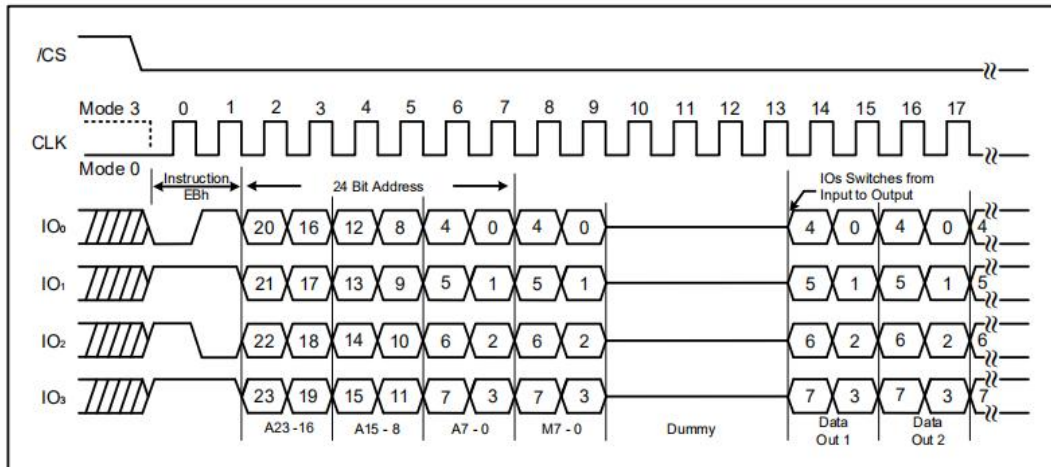 /CS
Mode 3 0 1 2 3 4 5 6 7 8 9 10 11 12 13 14 15 16 17
CLK
Mode 0
Instruction
EBh
24 Bit Address
IOs Switches from
Input to Output
IO₀ 20 16 12 8 4 0 4 0 4 0 4 0 4
IO₁ 21 17 13 9 5 1 5 1 5 1 5 1 5
IO₂ 22 18 14 10 6 2 6 2 6 2 6 2 6
IO₃ 23 19 15 11 7 3 7 3 7 3 7 3 7
A23 - 16 A15 - 8 A7 - 0 M7 - 0 Dummy Data Data
Out 1 Out 2